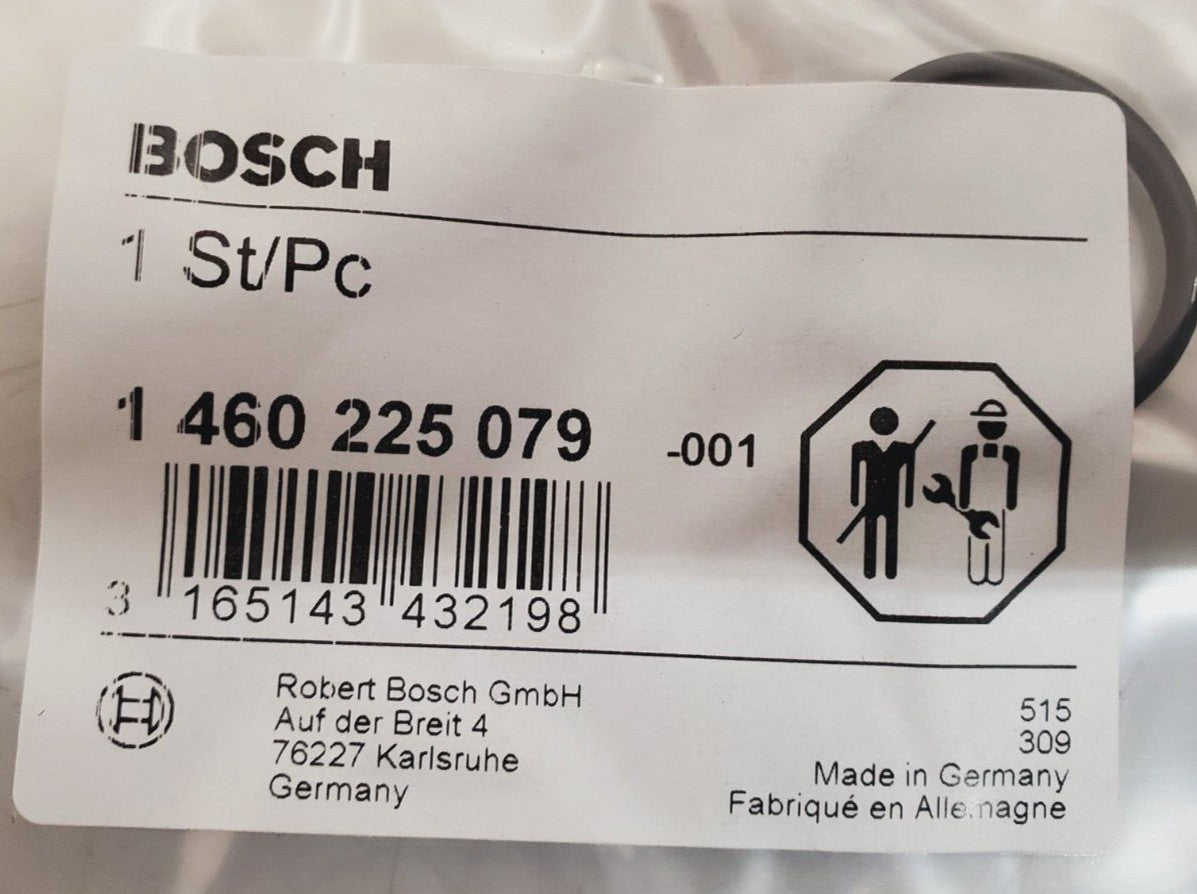 BOSCH
1 St/Pc
1 460 225 079 -001
3 165143 432198
Robert Bosch GmbH
Auf der Breit 4
76227 Karlsruhe
Germany
515
309
Made in Germany
Fabriqué en Allemagne